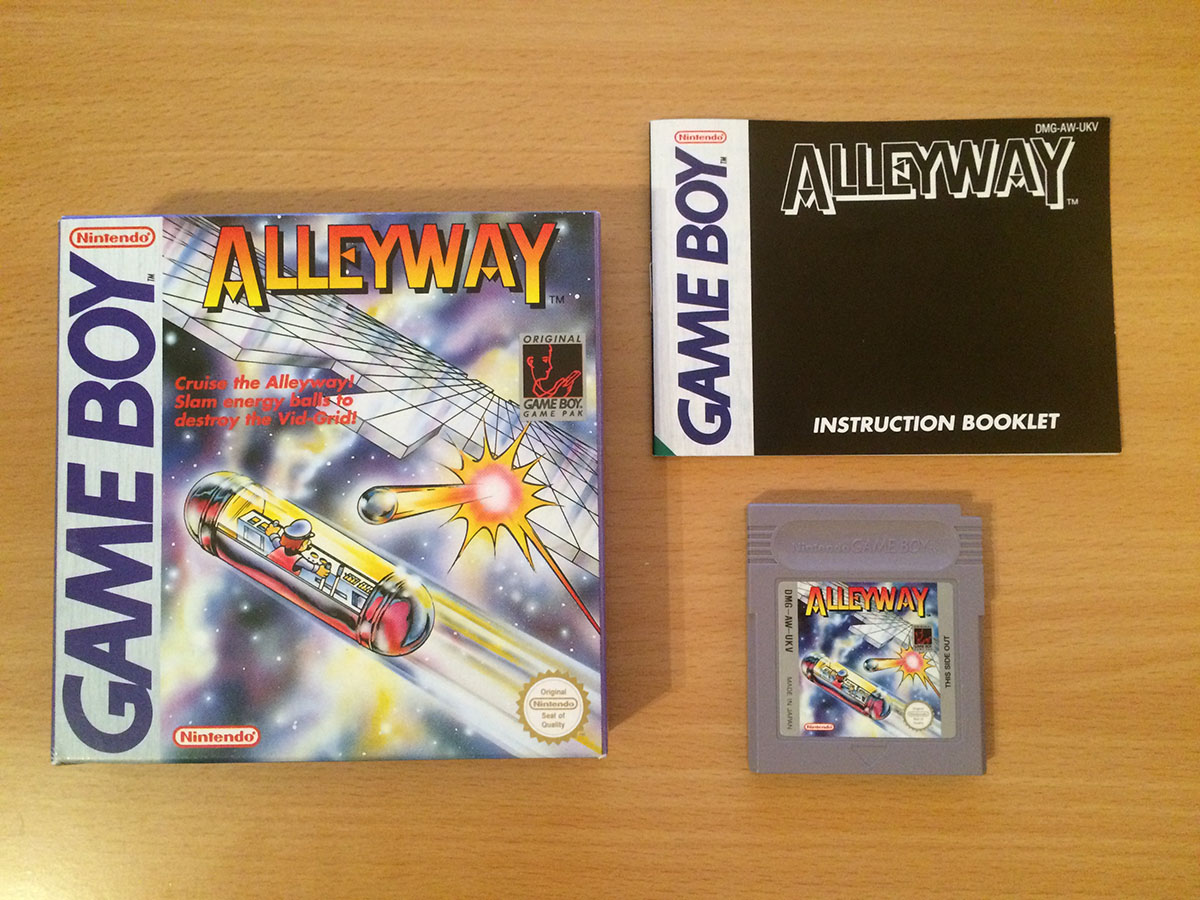 Nintendo
GAME BOY
TM
ALLEYWAY
TM
Cruise the Alleyway!
Slam energy balls to
destroy the Vid-Grid!
ORIGINAL
GAME BOY
GAME PAK
Original
Nintendo
Seal of
Quality
Nintendo
Nintendo
GAME BOY
TM
DMG-AW-UKV
ALLEYWAY
TM
INSTRUCTION BOOKLET
Nintendo GAME BOY
ALLEYWAY
DMG-AW-UKV
MADE IN JAPAN
THIS SIDE OUT
Nintendo